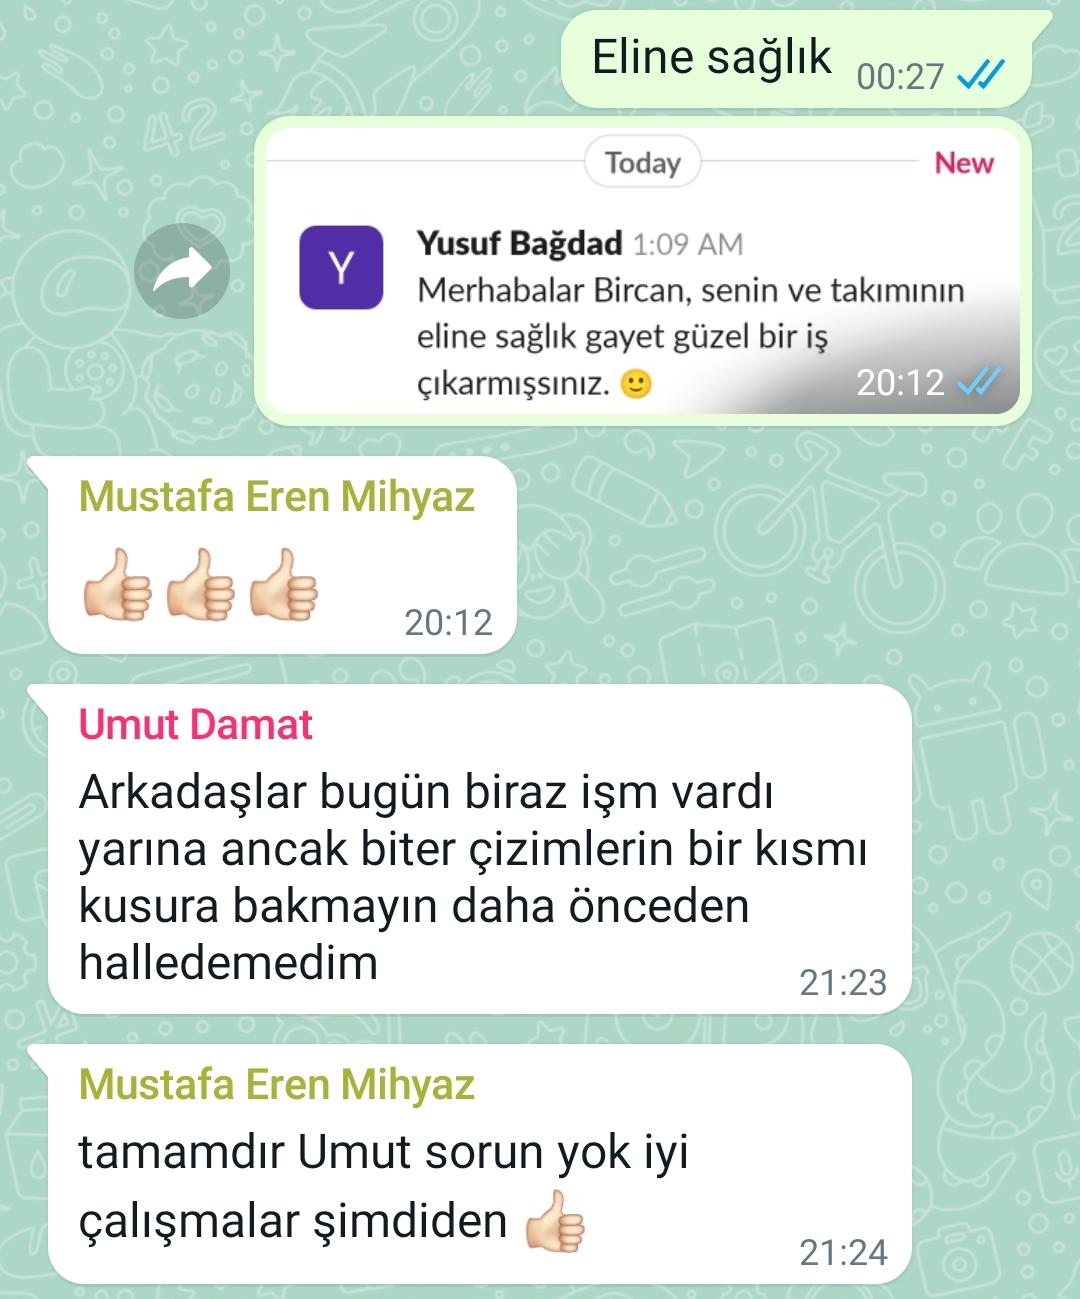 Eline sağlık 00:27
Today New
Y
Yusuf Bağdad 1:09 AM
Merhabalar Bircan, senin ve takımının
eline sağlık gayet güzel bir iş
çıkarmışsınız. 🙂 20:12
Mustafa Eren Mihyaz
👍🏻👍🏻👍🏻 20:12
Umut Damat
Arkadaşlar bugün biraz işm vardı
yarına ancak biter çizimlerin bir kısmı
kusura bakmayın daha önceden
halledemedim 21:23
Mustafa Eren Mihyaz
tamamdır Umut sorun yok iyi
çalışmalar şimdiden 👍🏻 21:24